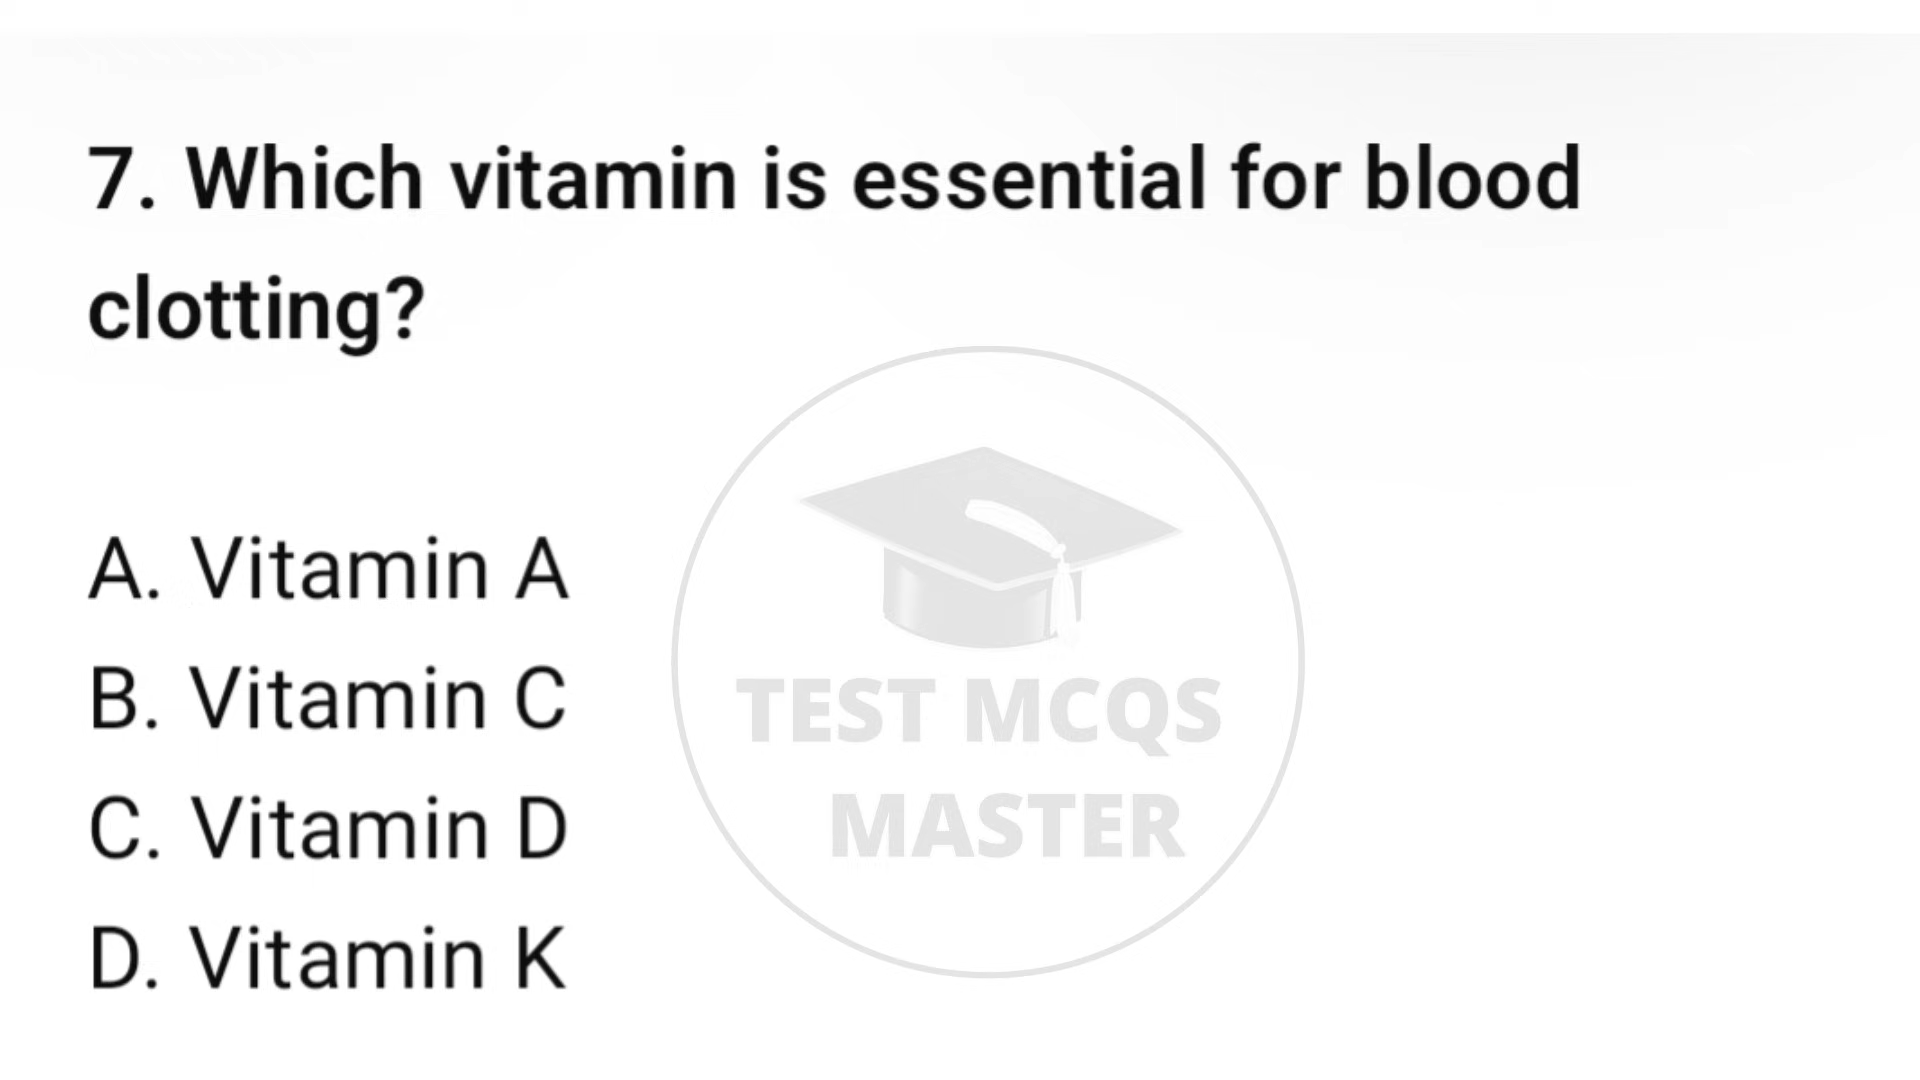 7. Which vitamin is essential for blood
clotting?
A. Vitamin A
B. Vitamin C
C. Vitamin D
D. Vitamin K
TEST MCQS
MASTER